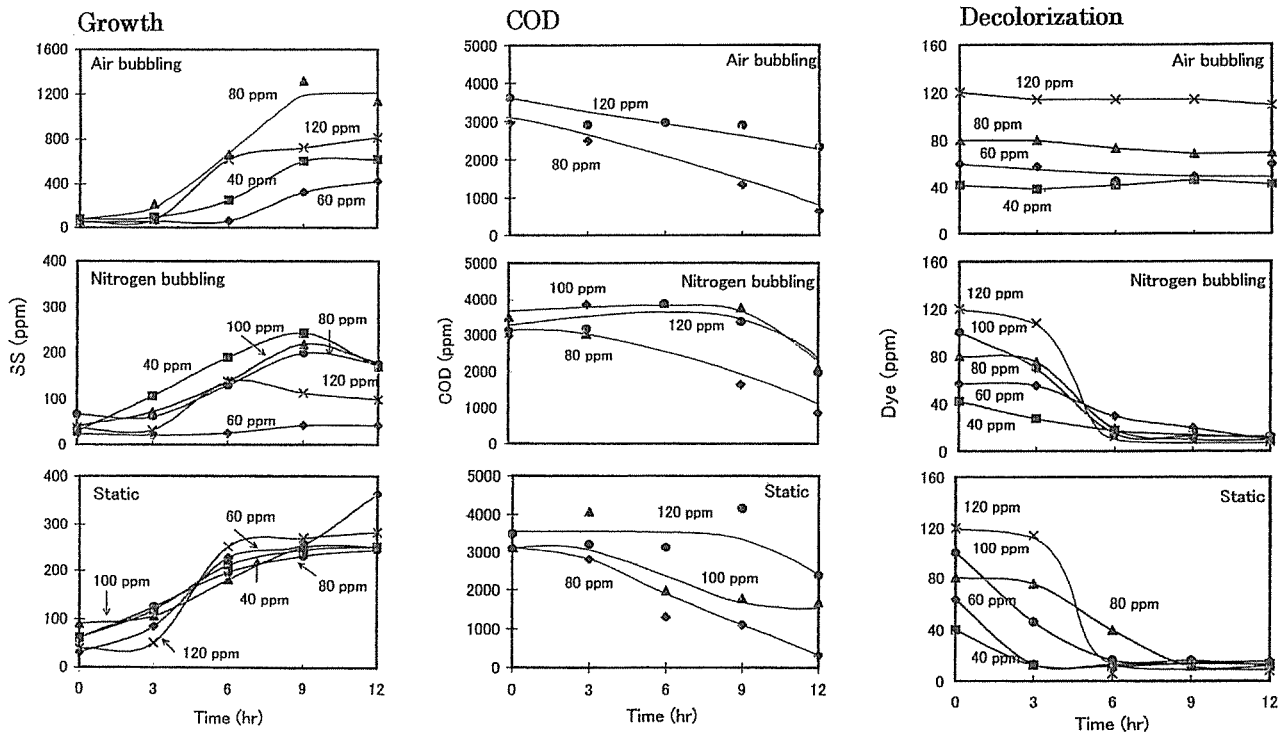 Growth
COD
Decolorization
1600
1200
800
400
0
Air bubbling
80 ppm
120 ppm
40 ppm
60 ppm
5000
4000
3000
2000
1000
0
Air bubbling
120 ppm
80 ppm
160
120
80
40
0
Air bubbling
120 ppm
80 ppm
60 ppm
40 ppm
SS (ppm)
400
300
200
100
0
Nitrogen bubbling
100 ppm
80 ppm
40 ppm
120 ppm
60 ppm
COD (ppm)
5000
4000
3000
2000
1000
0
Nitrogen bubbling
100 ppm
120 ppm
80 ppm
Dye (ppm)
160
120
80
40
0
Nitrogen bubbling
120 ppm
100 ppm
80 ppm
60 ppm
40 ppm
400
300
200
100
0
Static
60 ppm
100 ppm
40 ppm
80 ppm
120 ppm
0 3 6 9 12
Time (hr)
5000
4000
3000
2000
1000
0
Static
120 ppm
100 ppm
80 ppm
0 3 6 9 12
Time (hr)
160
120
80
40
0
Static
120 ppm
100 ppm
60 ppm
80 ppm
40 ppm
0 3 6 9 12
Time (hr)